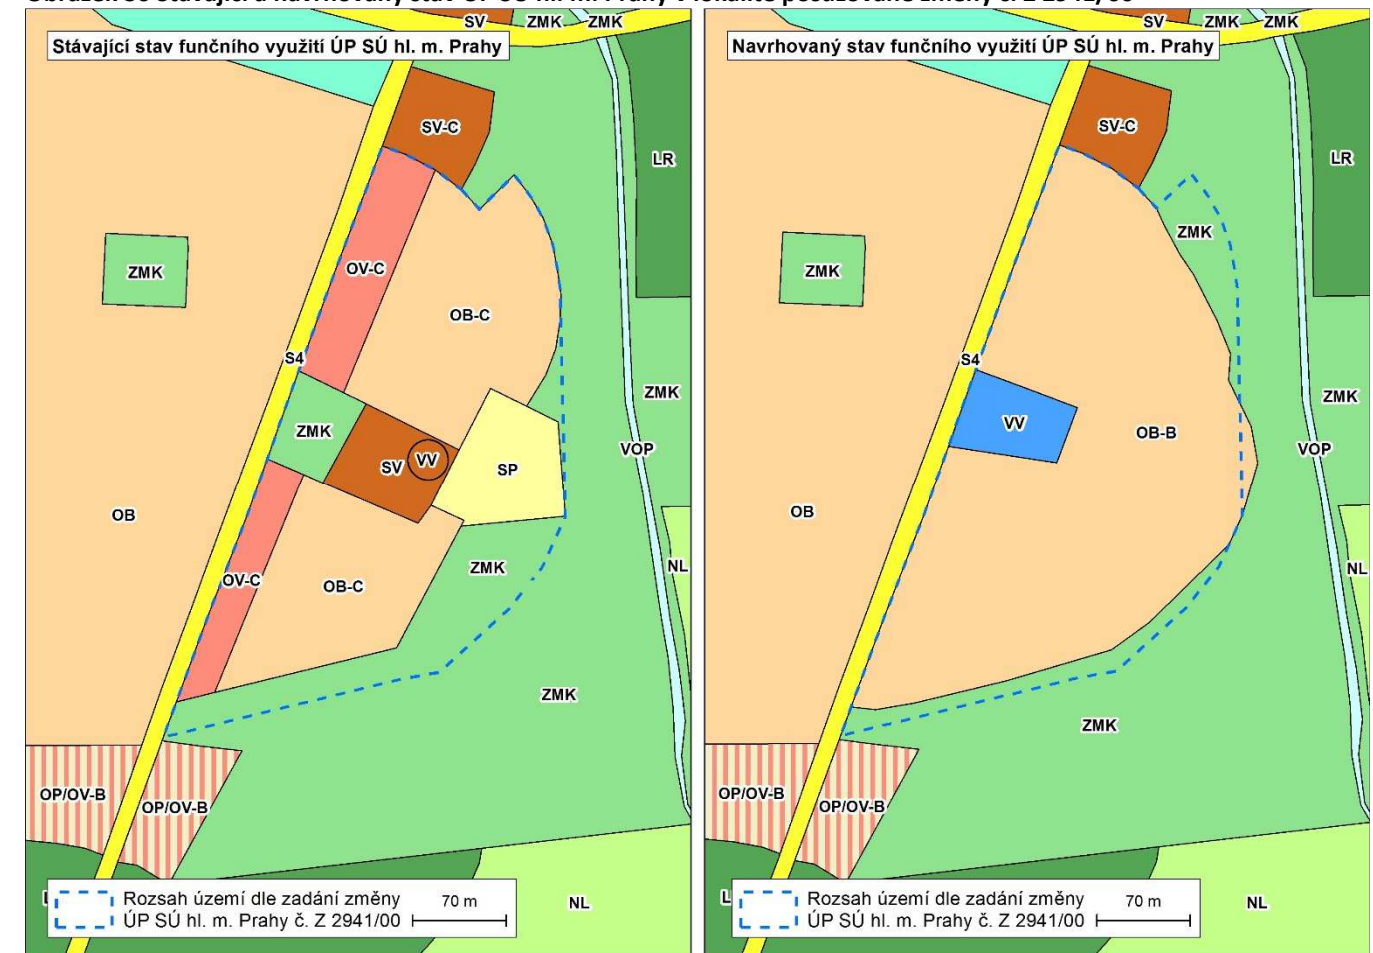 Stávající stav funčního využití ÚP SÚ hl. m. Prahy
SV
ZMK
ZMK
SV-C
LR
ZMK
OV-C
OB-C
S4
ZMK
ZMK
SV
VV
SP
VOP
OB
OV-C
OB-C
ZMK
NL
ZMK
OP/OV-B
OP/OV-B
NL
Rozsah území dle zadání změny
ÚP SÚ hl. m. Prahy č. Z 2941/00
70 m
Navrhovaný stav funčního využití ÚP SÚ hl. m. Prahy
SV
ZMK
ZMK
SV-C
LR
ZMK
ZMK
S4
ZMK
VV
OB-B
VOP
OB
NL
ZMK
OP/OV-B
OP/OV-B
NL
Rozsah území dle zadání změny
ÚP SÚ hl. m. Prahy č. Z 2941/00
70 m